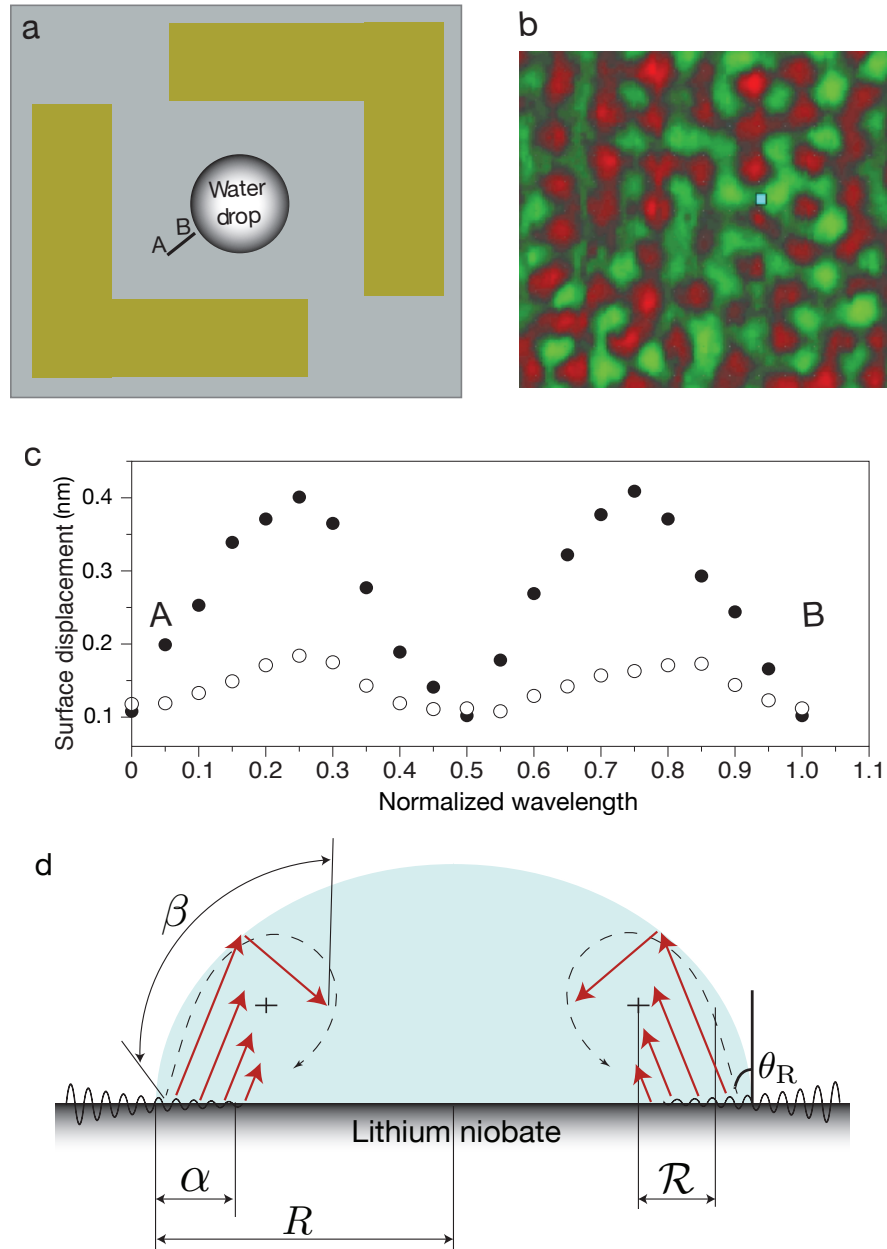 a
Water
drop
B
A
b
c
Surface displacement (nm)
0.4
0.3
0.2
0.1
A
B
0 0.1 0.2 0.3 0.4 0.5 0.6 0.7 0.8 0.9 1.0 1.1
Normalized wavelength
d
β
θR
Lithium niobate
α
R
R